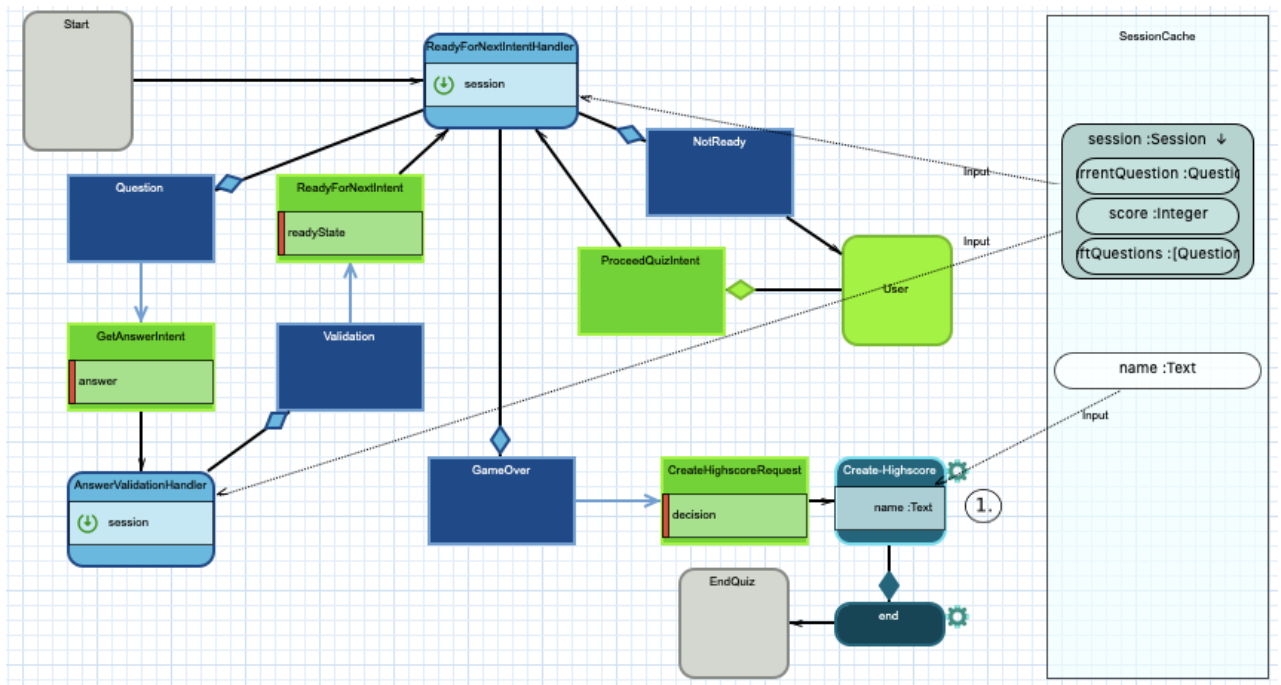 Start
ReadyForNextIntentHandler
session
SessionCache
NotReady
session :Session ↓
Question
ReadyForNextIntent
Input
rrentQuestion :Questic
readyState
score :Integer
Input
ProceedQuizIntent
ftQuestions :[Question
User
GetAnswerIntent
Validation
answer
name :Text
Input
AnswerValidationHandler
session
GameOver
CreateHighscoreRequest
Create-Highscore
decision
name :Text
1.
EndQuiz
end